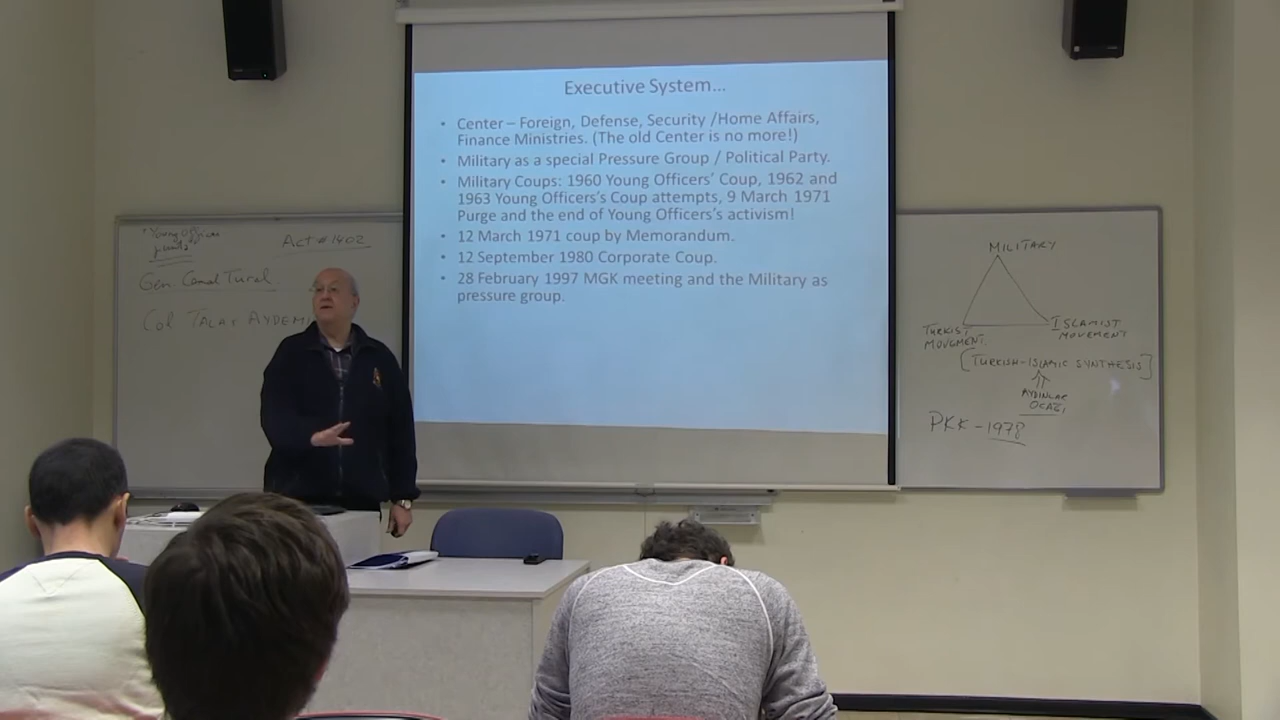 Executive System...
• Center – Foreign, Defense, Security /Home Affairs,
Finance Ministries. (The old Center is no more!)
• Military as a special Pressure Group / Political Party.
• Military Coups: 1960 Young Officers' Coup, 1962 and
1963 Young Officers's Coup attempts, 9 March 1971
Purge and the end of Young Officers's activism!
• 12 March 1971 coup by Memorandum.
• 12 September 1980 Corporate Coup.
• 28 February 1997 MGK meeting and the Military as
pressure group.
Young Officers
Act #1402
Gen. Cemal Tural
Col TALAT AYDEMI
MILITARY
TURKIST
MOVEMENT.
ISLAMIST
MOVEMENT
[TURKISH-ISLAMIC SYNTHESIS]
AYDINLAR
OCAĞI
PKK - 1978